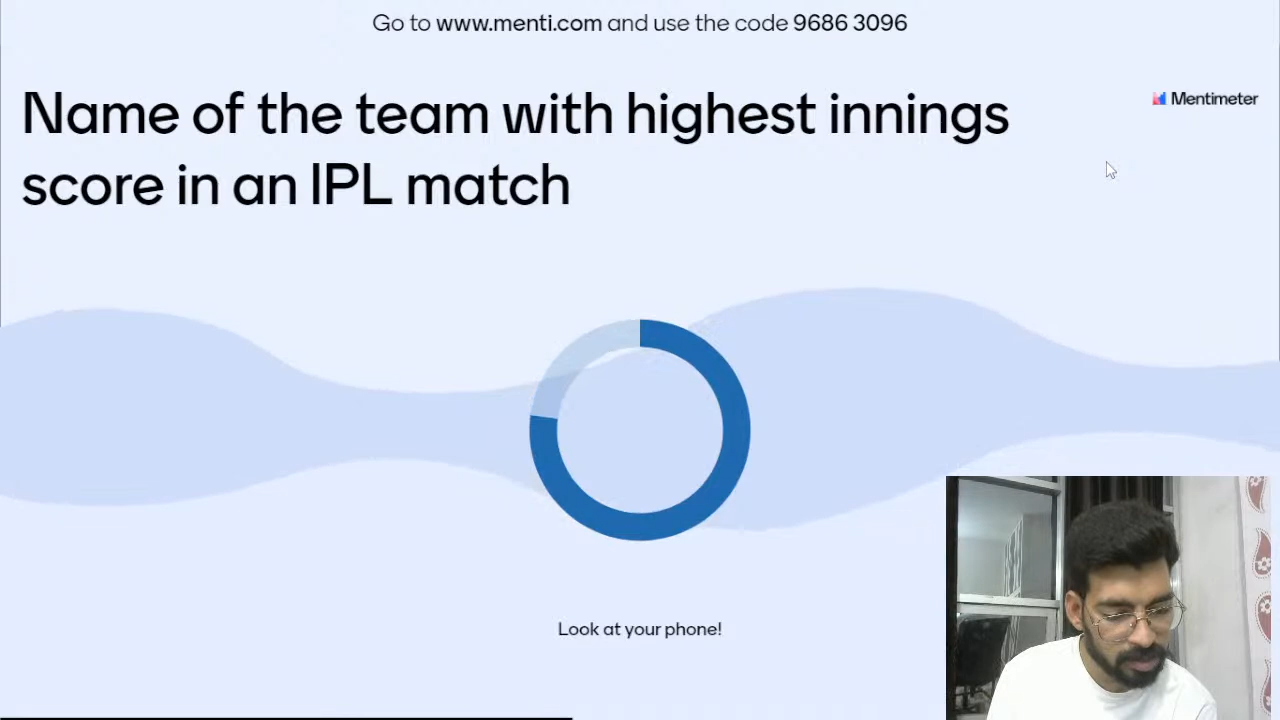 Go to www.menti.com and use the code 9686 3096
Name of the team with highest innings
score in an IPL match
Mentimeter
Look at your phone!